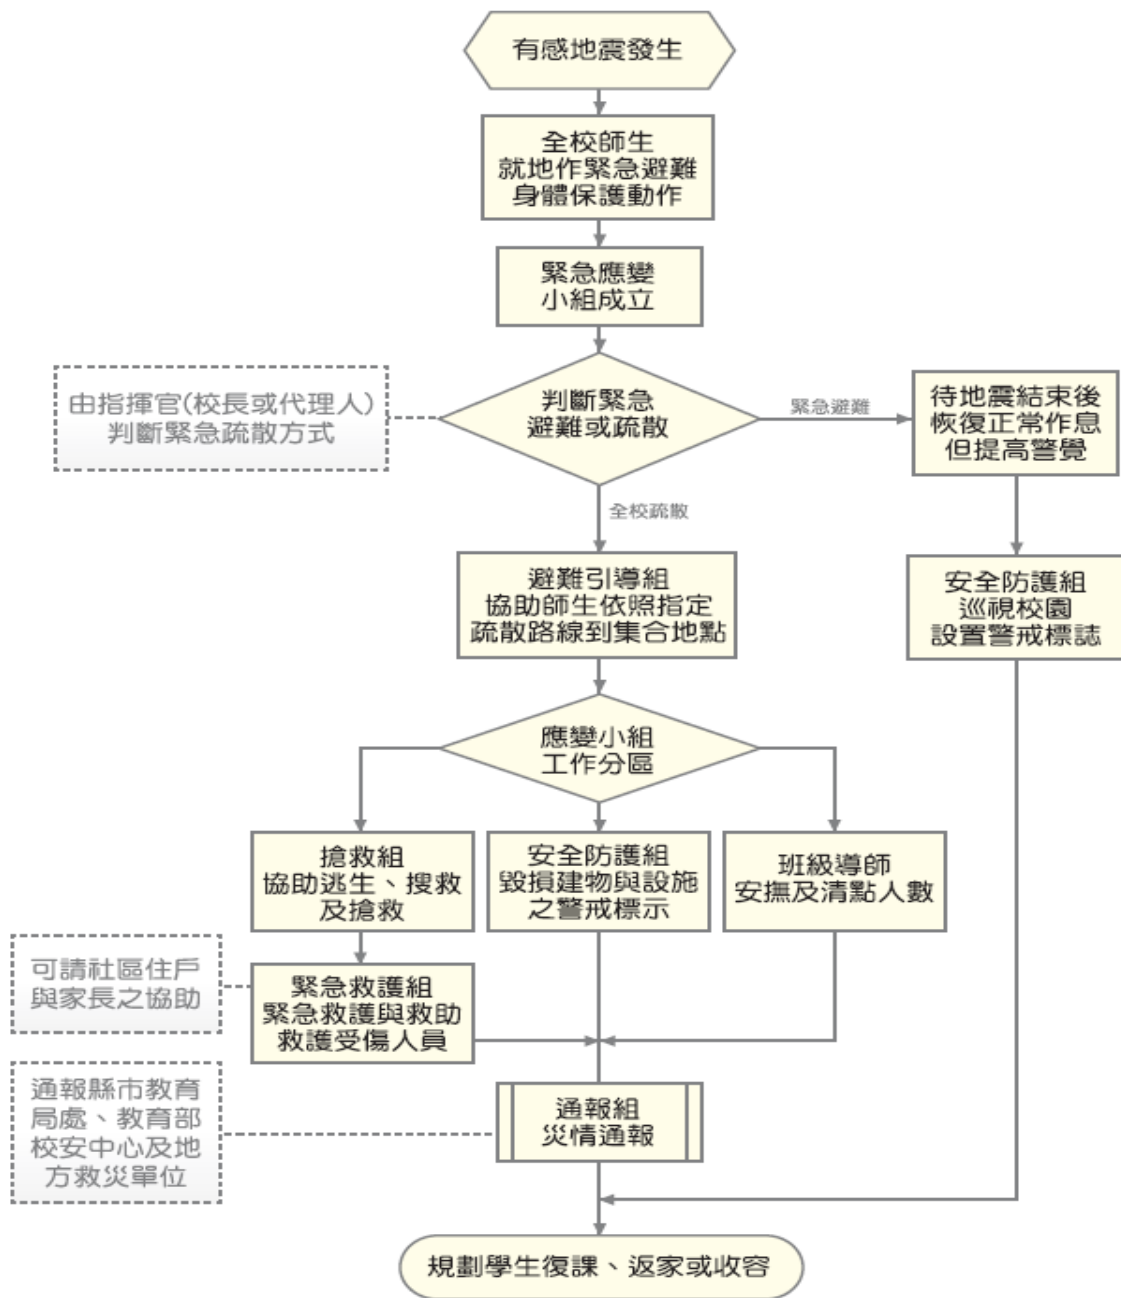 有感地震發生
全校師生
就地作緊急避難
身體保護動作
緊急應變
小組成立
由指揮官(校長或代理人)
判斷緊急疏散方式
判斷緊急
避難或疏散
緊急避難
待地震結束後
恢復正常作息
但提高警覺
全校疏散
避難引導組
協助師生依照指定
疏散路線到集合地點
安全防護組
巡視校園
設置警戒標誌
應變小組
工作分區
搶救組
協助逃生、搜救
及搶救
安全防護組
毀損建物與設施
之警戒標示
班級導師
安撫及清點人數
可請社區住戶
與家長之協助
緊急救護組
緊急救護與救助
救護受傷人員
通報縣市教育
局處、教育部
校安中心及地
方救災單位
通報組
災情通報
規劃學生復課、返家或收容